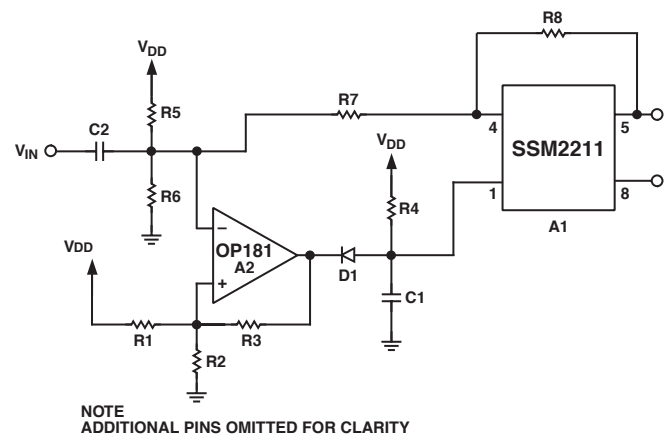 R8
VDD
R5
R7
C2
4
5
VIN
SSM2211
VDD
R6
1
8
R4
A1
–
OP181
A2
+
VDD
D1
C1
R1
R3
R2
NOTE
ADDITIONAL PINS OMITTED FOR CLARITY